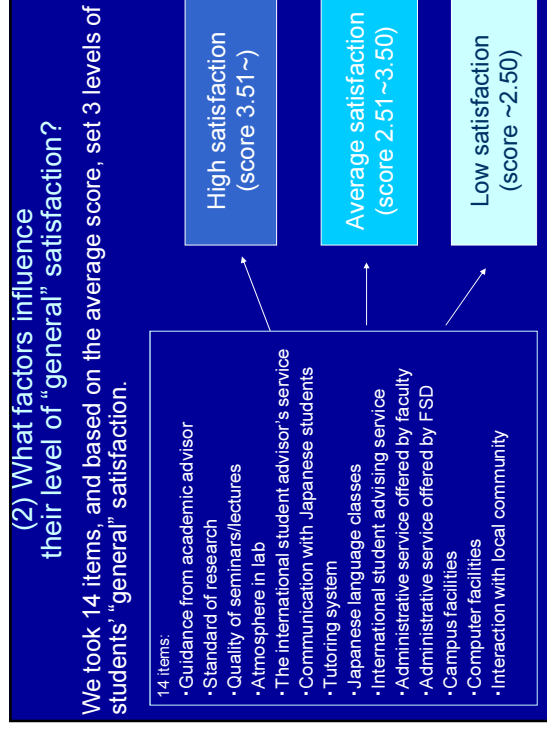 (2) What factors influence
their level of “general” satisfaction?
We took 14 items, and based on the average score, set 3 levels of
students’ “general” satisfaction.
14 items:
・Guidance from academic advisor
・Standard of research
・Quality of seminars/lectures
・Atmosphere in lab
・The international student advisor’s service
・Communication with Japanese students
・Tutoring system
・Japanese language classes
・International student advising service
・Administrative service offered by faculty
・Administrative service offered by FSD
・Campus facilities
・Computer facilities
・Interaction with local community
High satisfaction
(score 3.51~)
Average satisfaction
(score 2.51~3.50)
Low satisfaction
(score ~2.50)